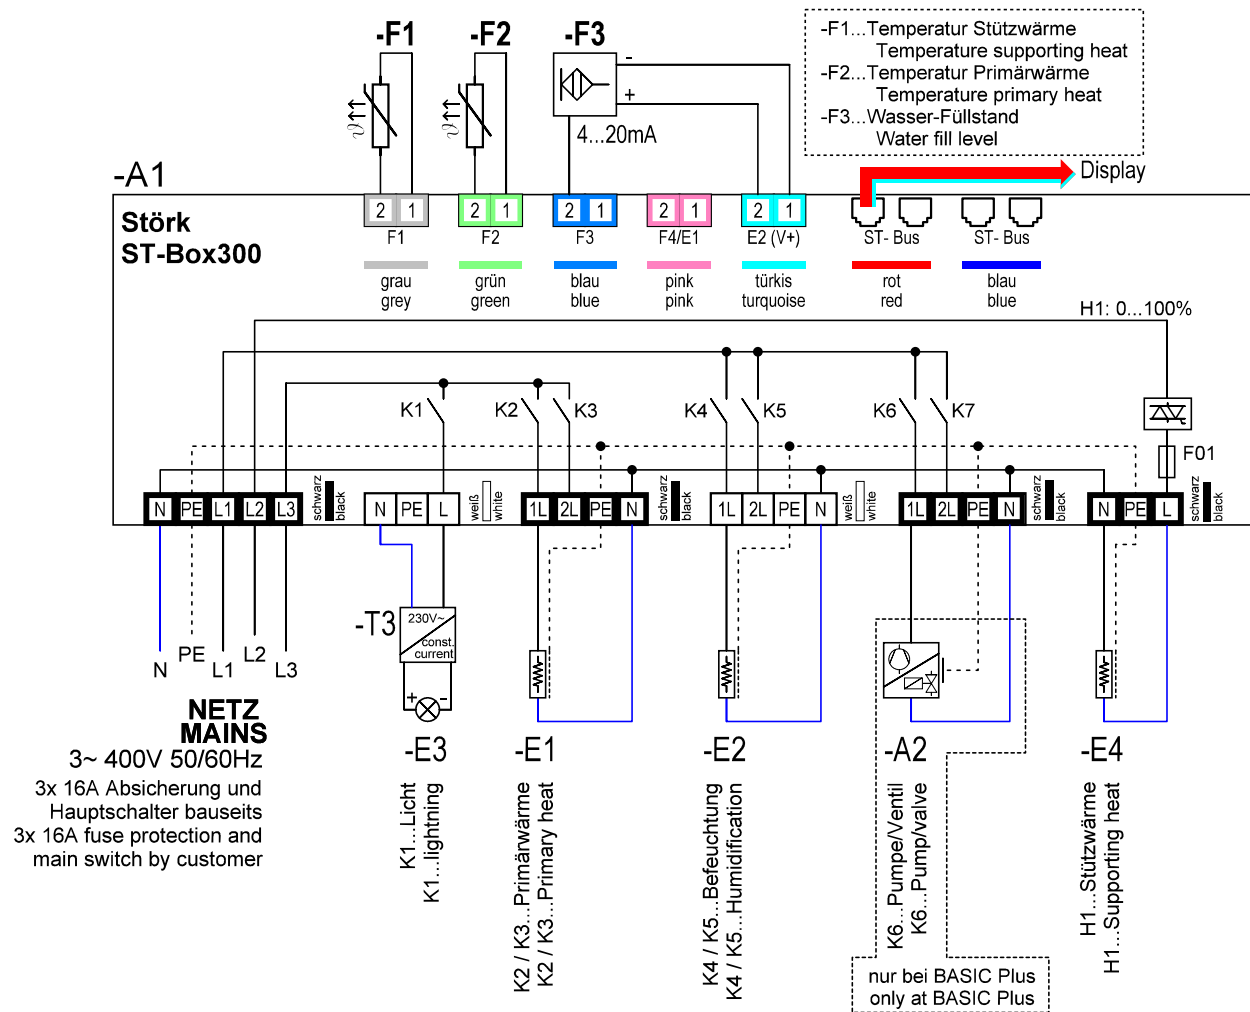 -F1
-F2
-F3
-F1...Temperatur Stützwärme
Temperature supporting heat
-F2...Temperatur Primärwärme
Temperature primary heat
-F3...Wasser-Füllstand
Water fill level
ϑ↑↑
ϑ↑↑
-
+
4...20mA
-A1
Display
Störk
ST-Box300
2 1
2 1
2 1
2 1
2 1
F1
F2
F3
F4/E1
E2 (V+)
ST- Bus
ST- Bus
grau
grey
grün
green
blau
blue
pink
pink
türkis
turquoise
rot
red
blau
blue
H1: 0...100%
K1
K2
K3
K4
K5
K6
K7
F01
N PE L1 L2 L3
schwarz
black
N PE L
weiß
white
1L 2L PE N
schwarz
black
1L 2L PE N
weiß
white
1L 2L PE N
schwarz
black
N PE L
schwarz
black
N
PE
L1
L2
L3
-T3
230V~
const.
current
+ -
NETZ
MAINS
3~ 400V 50/60Hz
3x 16A Absicherung und
Hauptschalter bauseits
3x 16A fuse protection and
main switch by customer
-E3
K1...Licht
K1...lightning
-E1
K2 / K3...Primärwärme
K2 / K3...Primary heat
-E2
K4 / K5...Befeuchtung
K4 / K5...Humidification
-A2
K6...Pumpe/Ventil
K6...Pump/valve
-E4
H1...Stützwärme
H1...Supporting heat
nur bei BASIC Plus
only at BASIC Plus